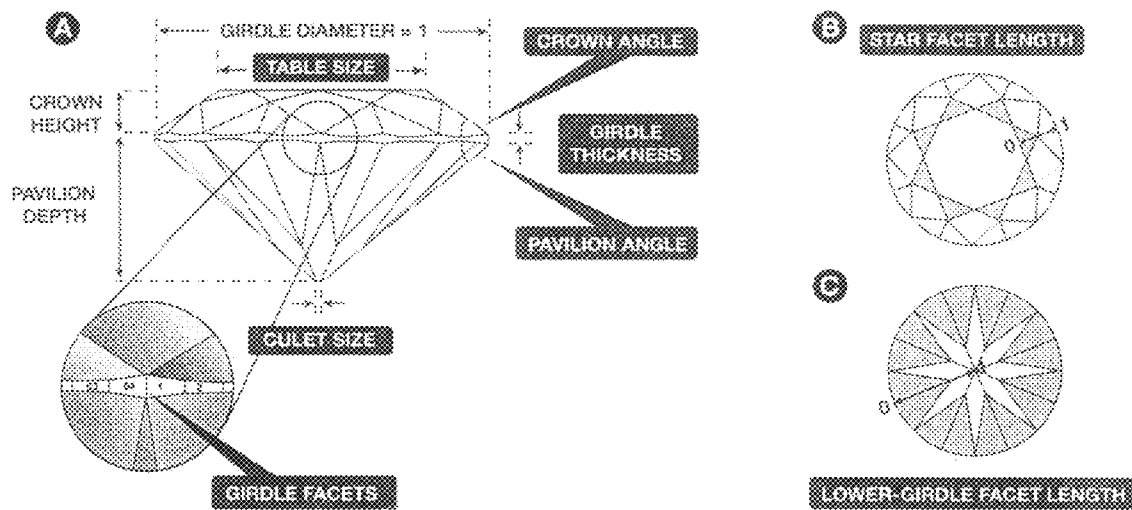 A
GIRDLE DIAMETER = 1
TABLE SIZE
CROWN ANGLE
CROWN
HEIGHT
GIRDLE
THICKNESS
PAVILION
DEPTH
PAVILION ANGLE
CULET SIZE
GIRDLE FACETS
B
STAR FACET LENGTH
0
1
C
0
LOWER-GIRDLE FACET LENGTH